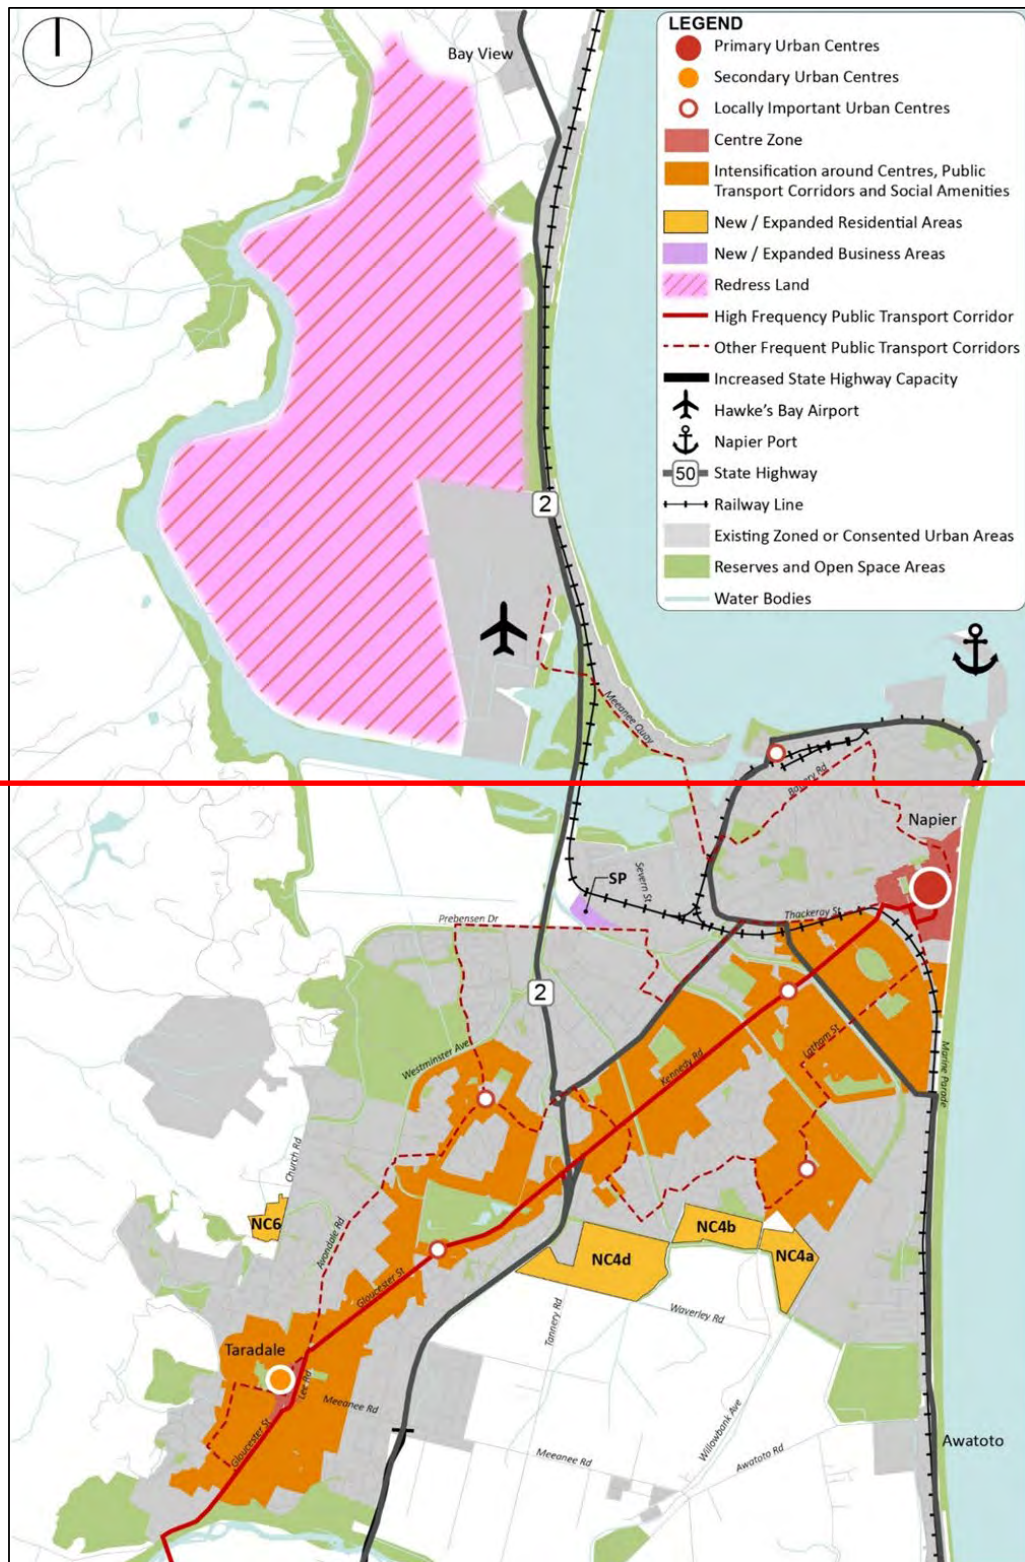 LEGEND
Primary Urban Centres
Secondary Urban Centres
Locally Important Urban Centres
Centre Zone
Intensification around Centres, Public
Transport Corridors and Social Amenities
New / Expanded Residential Areas
New / Expanded Business Areas
Redress Land
High Frequency Public Transport Corridor
Other Frequent Public Transport Corridors
Increased State Highway Capacity
Hawke's Bay Airport
Napier Port
50 State Highway
Railway Line
Existing Zoned or Consented Urban Areas
Reserves and Open Space Areas
Water Bodies
Bay View
2
Meeanee Quay
Battery Rd
Napier
SP
Severn St
Thackeray St
Prebensen Dr
2
Latham St
Kennedy Rd
Westminster Ave
Marine Parade
Church Rd
NC6
Avondale Rd
NC4b
NC4a
NC4d
Gloucester St
Waverley Rd
Tannery Rd
Taradale
Lee Rd
Meeanee Rd
Gloucester St
Willowbank Ave
Awatoto
Meeanee Rd
Awatoto Rd